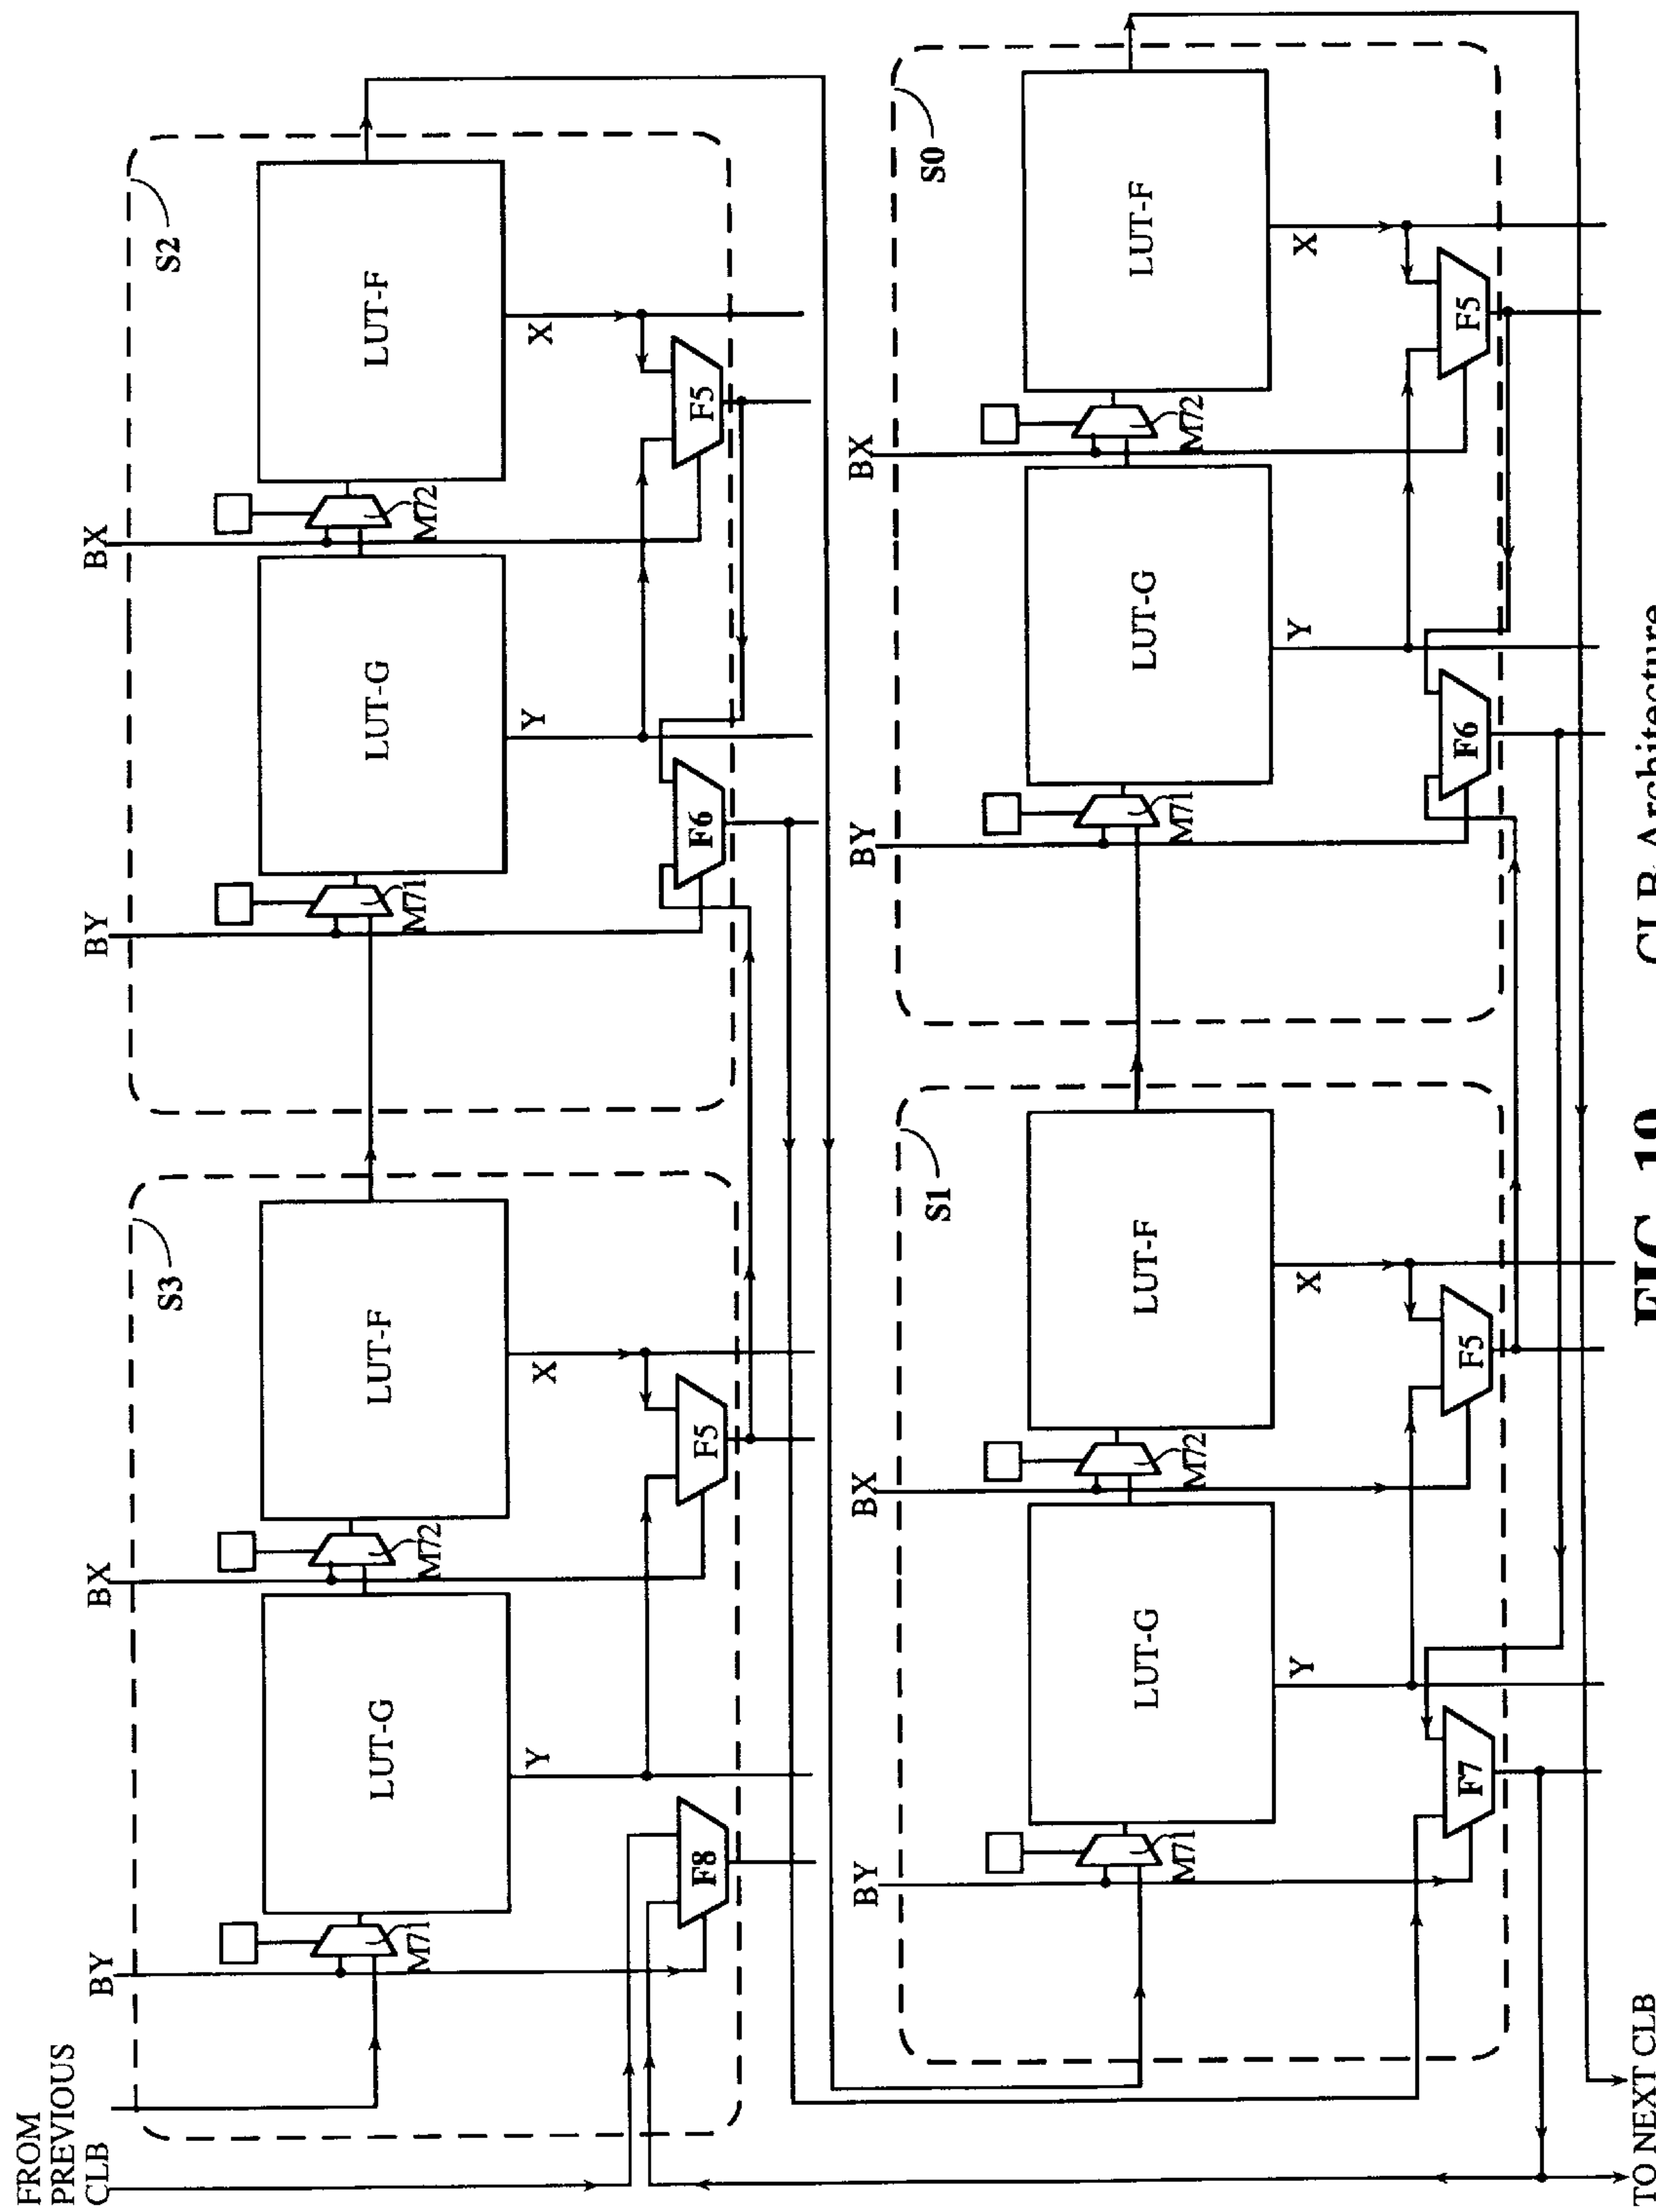 FROM
PREVIOUS
CLB
BY
BX
BY
BX
S3
S2
LUT-G
LUT-F
LUT-G
LUT-F
M71
M72
M71
M72
Y
X
Y
X
F8
F5
F6
F5
BY
BX
BY
BX
S1
S0
LUT-G
LUT-F
LUT-G
LUT-F
M71
M72
M71
M72
Y
X
Y
X
F7
F5
F6
F5
TO NEXT CLB
FIG. CLB Architecture